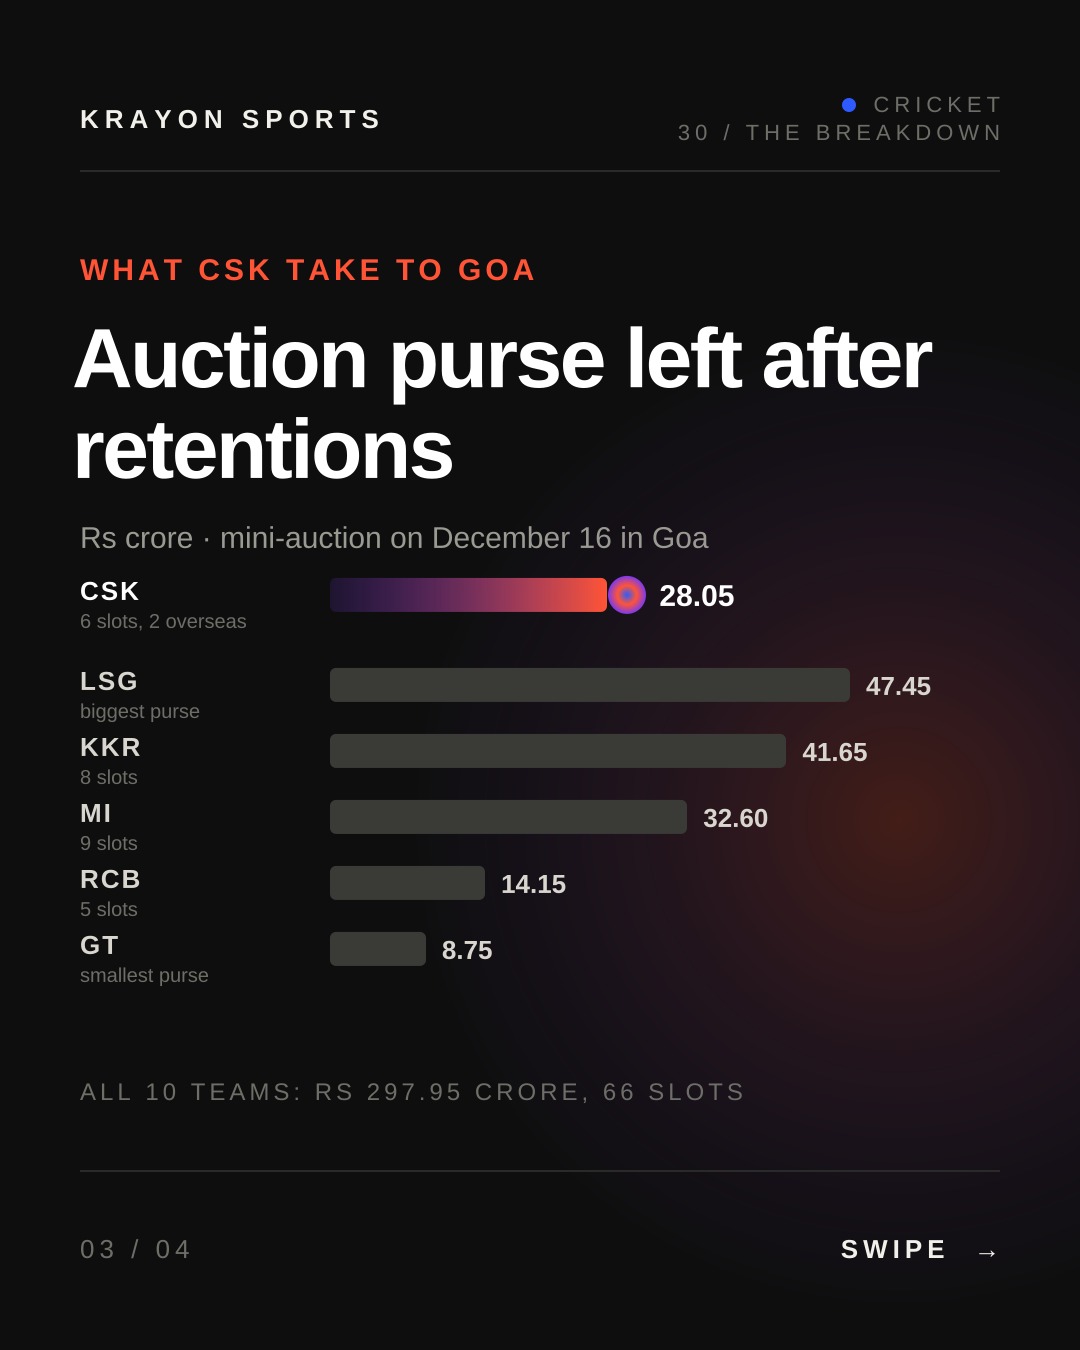 KRAYON SPORTS
CRICKET
30 / THE BREAKDOWN
WHAT CSK TAKE TO GOA
Auction purse left after
retentions
Rs crore · mini-auction on December 16 in Goa
CSK
6 slots, 2 overseas
28.05
LSG
biggest purse
47.45
KKR
8 slots
41.65
MI
9 slots
32.60
RCB
5 slots
14.15
GT
smallest purse
8.75
ALL 10 TEAMS: RS 297.95 CRORE, 66 SLOTS
03 / 04
SWIPE →